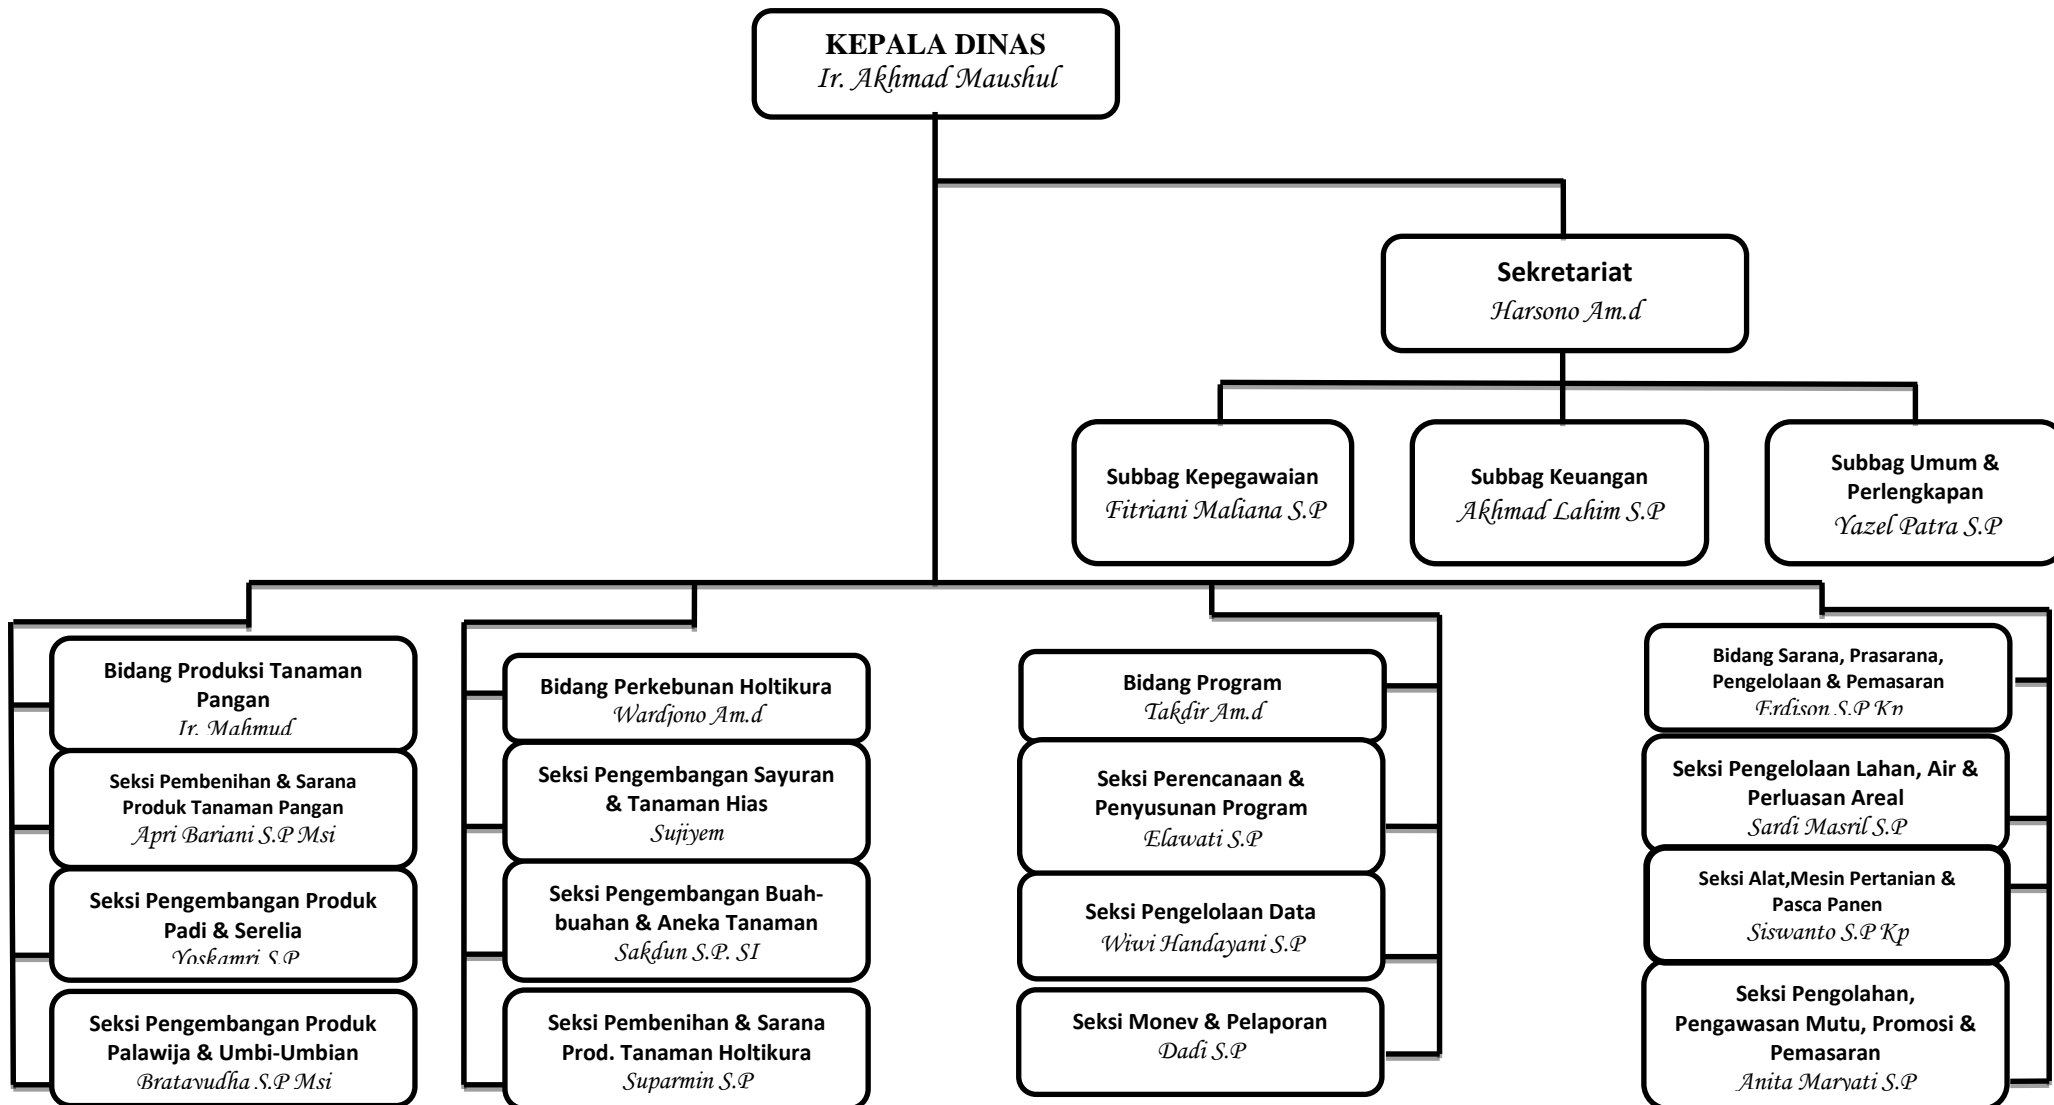 KEPALA DINAS
Ir. Akhmad Maushul
Sekretariat
Harsono Am.d
Subbag Kepegawaian
Fitriani Maliana S.P
Subbag Keuangan
Akhmad Lahim S.P
Subbag Umum &
Perlengkapan
Yazel Patra S.P
Bidang Produksi Tanaman
Pangan
Ir. Mahmud
Seksi Pembenihan & Sarana
Produk Tanaman Pangan
Apri Bariani S.P Msi
Seksi Pengembangan Produk
Padi & Serelia
Yoskamri S.P
Seksi Pengembangan Produk
Palawija & Umbi-Umbian
Bratayudha S.P Msi
Bidang Perkebunan Holtikura
Wardjono Am.d
Seksi Pengembangan Sayuran
& Tanaman Hias
Sujiyem
Seksi Pengembangan Buah-
buahan & Aneka Tanaman
Sakdun S.P. SI
Seksi Pembenihan & Sarana
Prod. Tanaman Holtikura
Suparmin S.P
Bidang Program
Takdir Am.d
Seksi Perencanaan &
Penyusunan Program
Elawati S.P
Seksi Pengelolaan Data
Wiwi Handayani S.P
Seksi Monev & Pelaporan
Dadi S.P
Bidang Sarana, Prasarana,
Pengelolaan & Pemasaran
Erdison S.P Kp
Seksi Pengelolaan Lahan, Air &
Perluasan Areal
Sardi Masril S.P
Seksi Alat,Mesin Pertanian &
Pasca Panen
Siswanto S.P Kp
Seksi Pengolahan,
Pengawasan Mutu, Promosi &
Pemasaran
Anita Maryati S.P